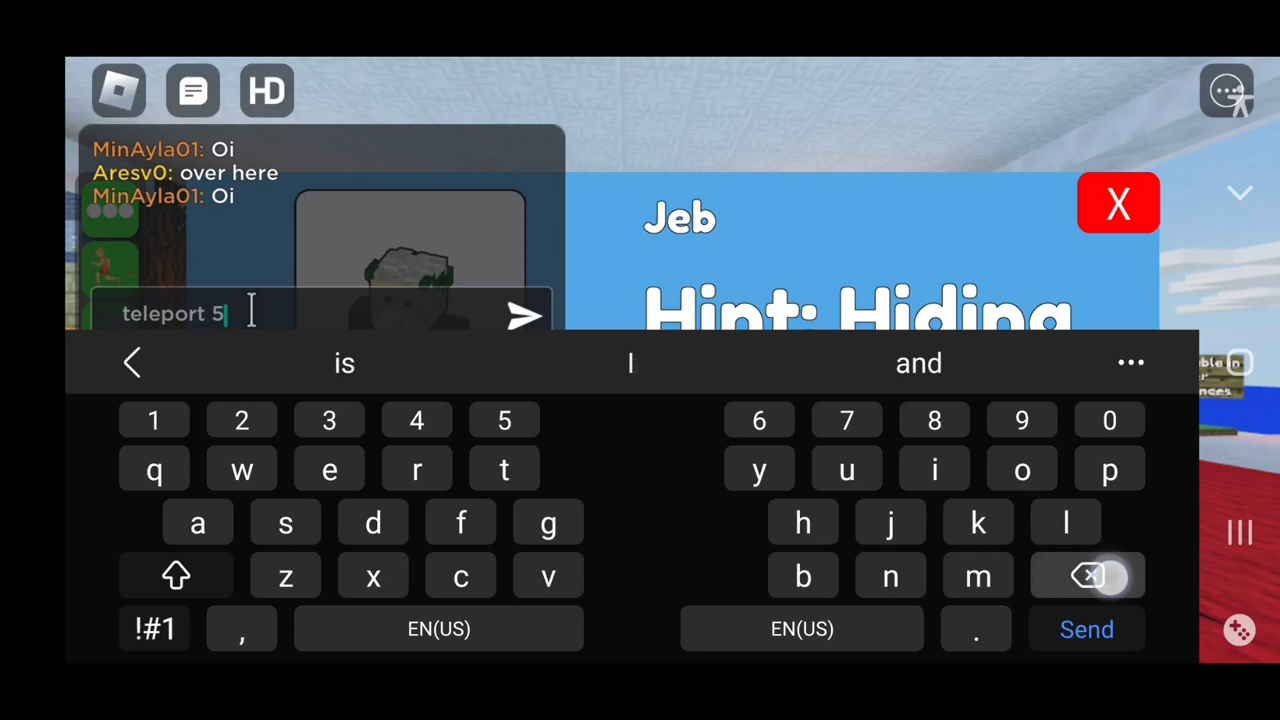 HD
MinAyla01: Oi
Aresv0: over here
MinAyla01: Oi
teleport 5
Jeb
X
Hint: Hiding
is
I
and
1 2 3 4 5 6 7 8 9 0
q w e r t y u i o p
a s d f g h j k l
z x c v b n m
!#1 , EN(US) EN(US) . Send